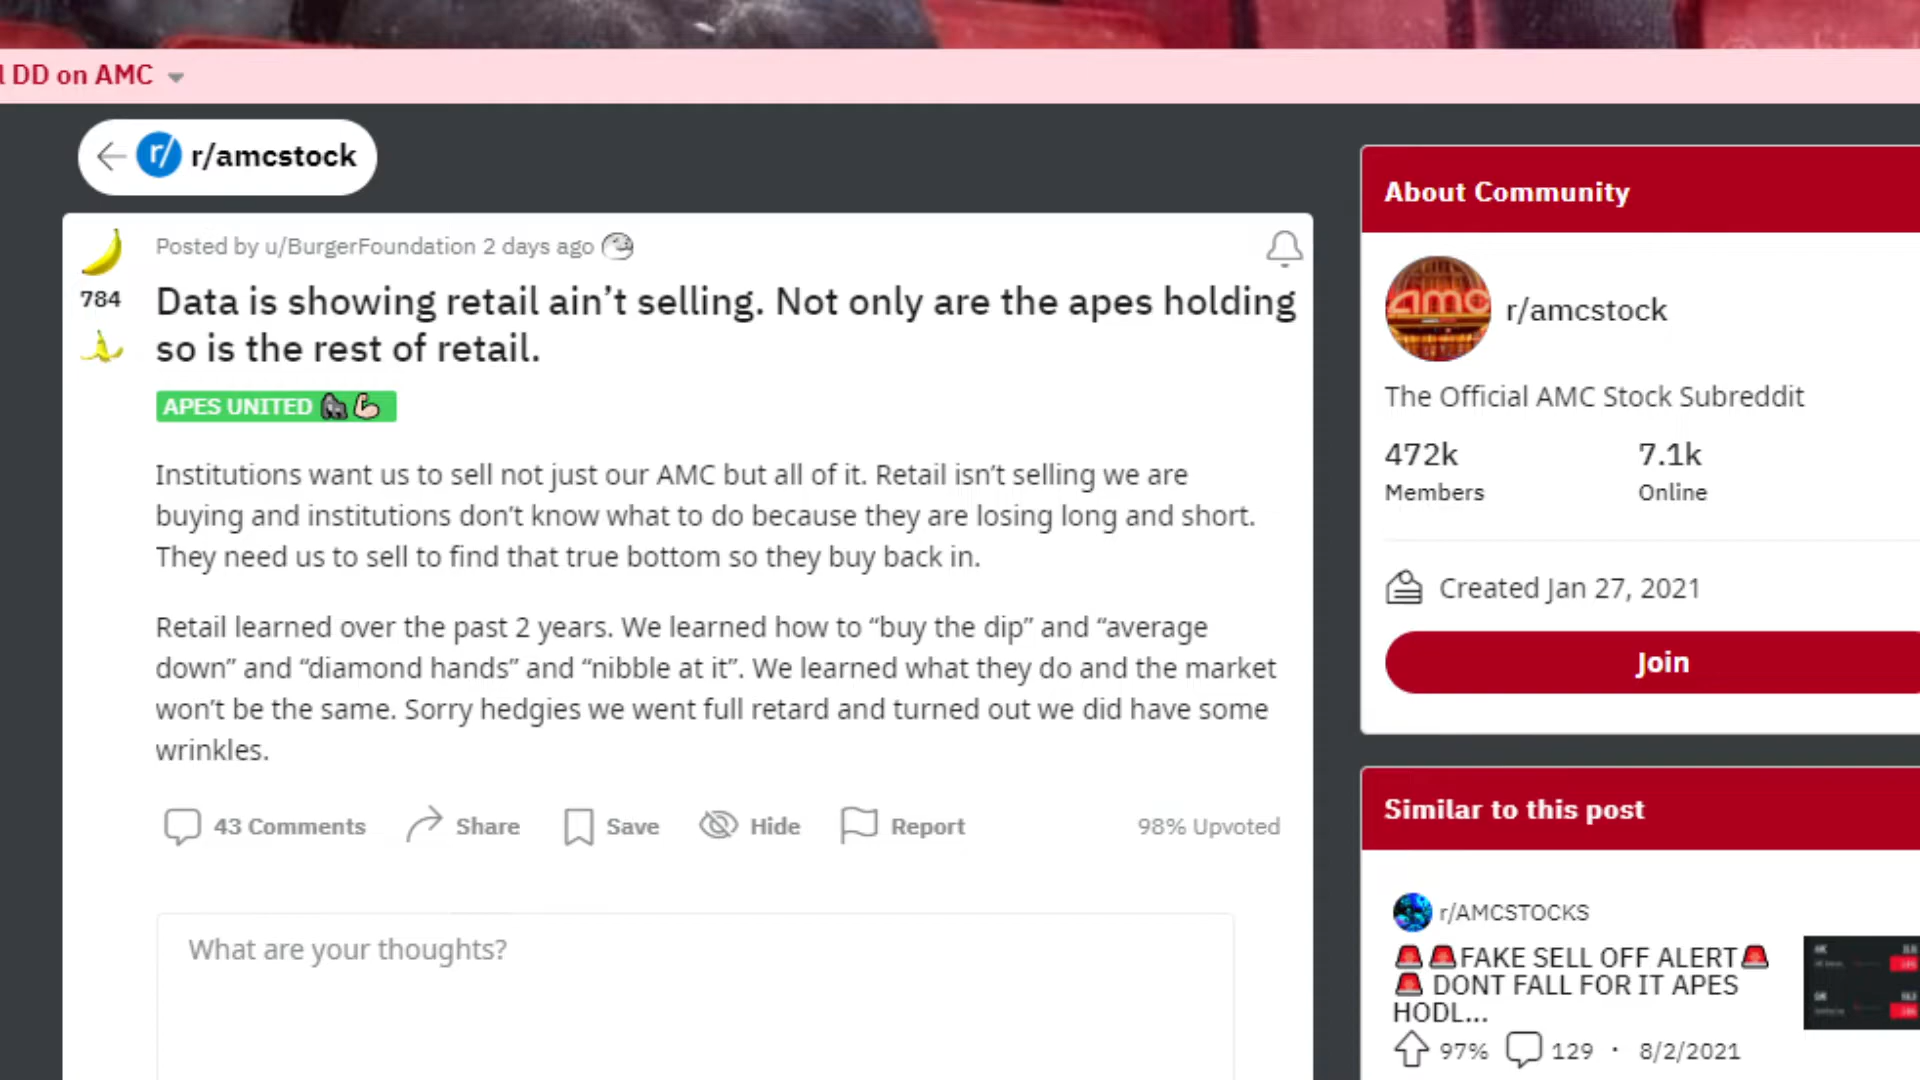 DD on AMC
r/ r/amcstock
Posted by u/BurgerFoundation 2 days ago
784
Data is showing retail ain’t selling. Not only are the apes holding
so is the rest of retail.
APES UNITED 🦍💪
Institutions want us to sell not just our AMC but all of it. Retail isn’t selling we are
buying and institutions don’t know what to do because they are losing long and short.
They need us to sell to find that true bottom so they buy back in.
Retail learned over the past 2 years. We learned how to “buy the dip” and “average
down” and “diamond hands” and “nibble at it”. We learned what they do and the market
won’t be the same. Sorry hedgies we went full retard and turned out we did have some
wrinkles.
43 Comments Share Save Hide Report 98% Upvoted
What are your thoughts?
About Community
amc r/amcstock
The Official AMC Stock Subreddit
472k 7.1k
Members Online
Created Jan 27, 2021
Join
Similar to this post
r/AMCSTOCKS
🚨🚨FAKE SELL OFF ALERT🚨
🚨 DONT FALL FOR IT APES
HODL...
97% 129 · 8/2/2021